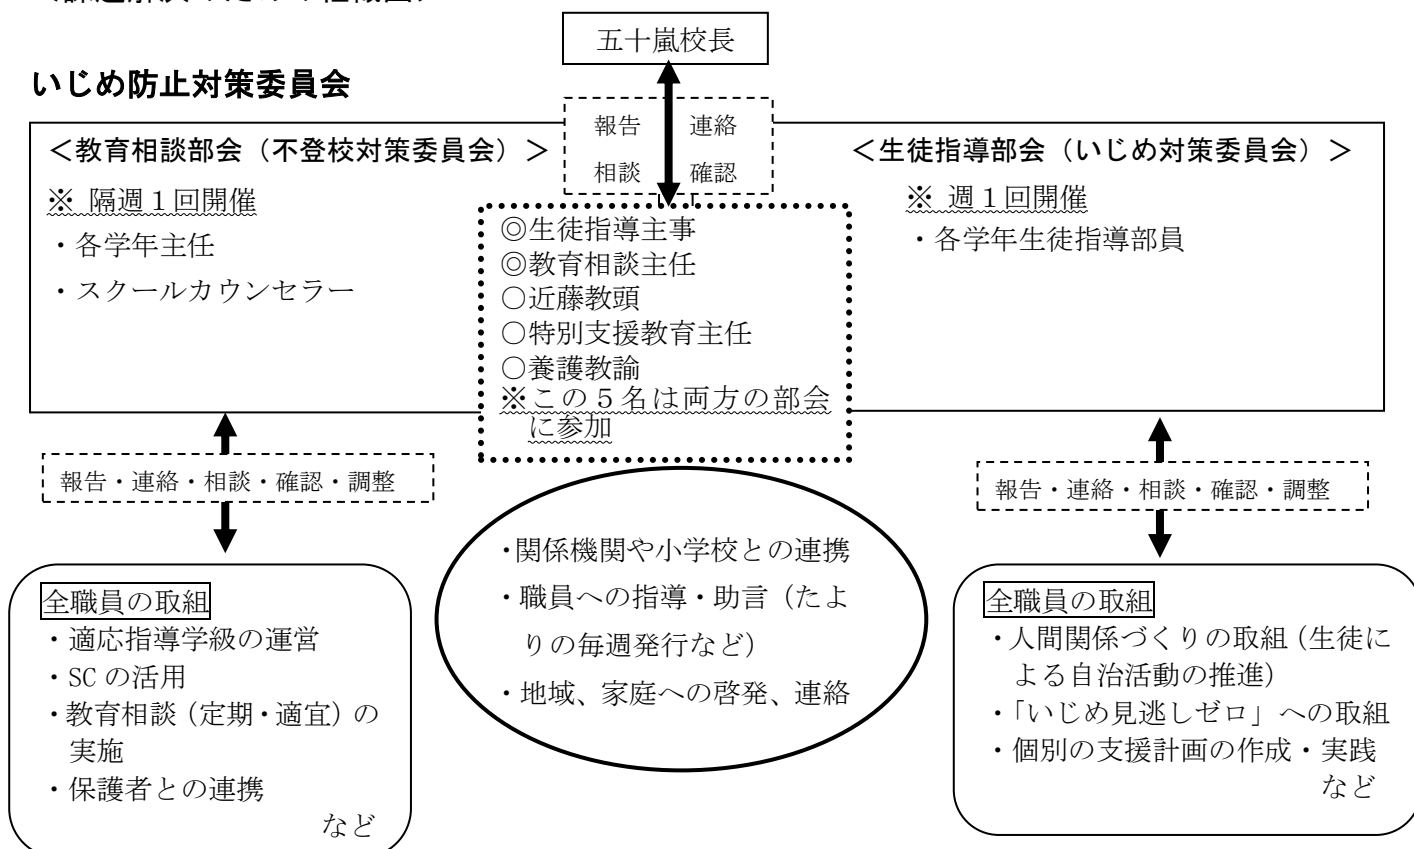 五十嵐校長
いじめ防止対策委員会
報告 連絡
相談 確認
＜教育相談部会（不登校対策委員会）＞
※ 隔週１回開催
・各学年主任
・スクールカウンセラー
◎生徒指導主事
◎教育相談主任
○近藤教頭
○特別支援教育主任
○養護教諭
※この５名は両方の部会
に参加
＜生徒指導部会（いじめ対策委員会）＞
※ 週１回開催
・各学年生徒指導部員
報告・連絡・相談・確認・調整
報告・連絡・相談・確認・調整
全職員の取組
・適応指導学級の運営
・SCの活用
・教育相談（定期・適宜）の
実施
・保護者との連携
など
・関係機関や小学校との連携
・職員への指導・助言（たよ
りの毎週発行など）
・地域、家庭への啓発、連絡
全職員の取組
・人間関係づくりの取組（生徒に
よる自治活動の推進）
・「いじめ見逃しゼロ」への取組
・個別の支援計画の作成・実践
など